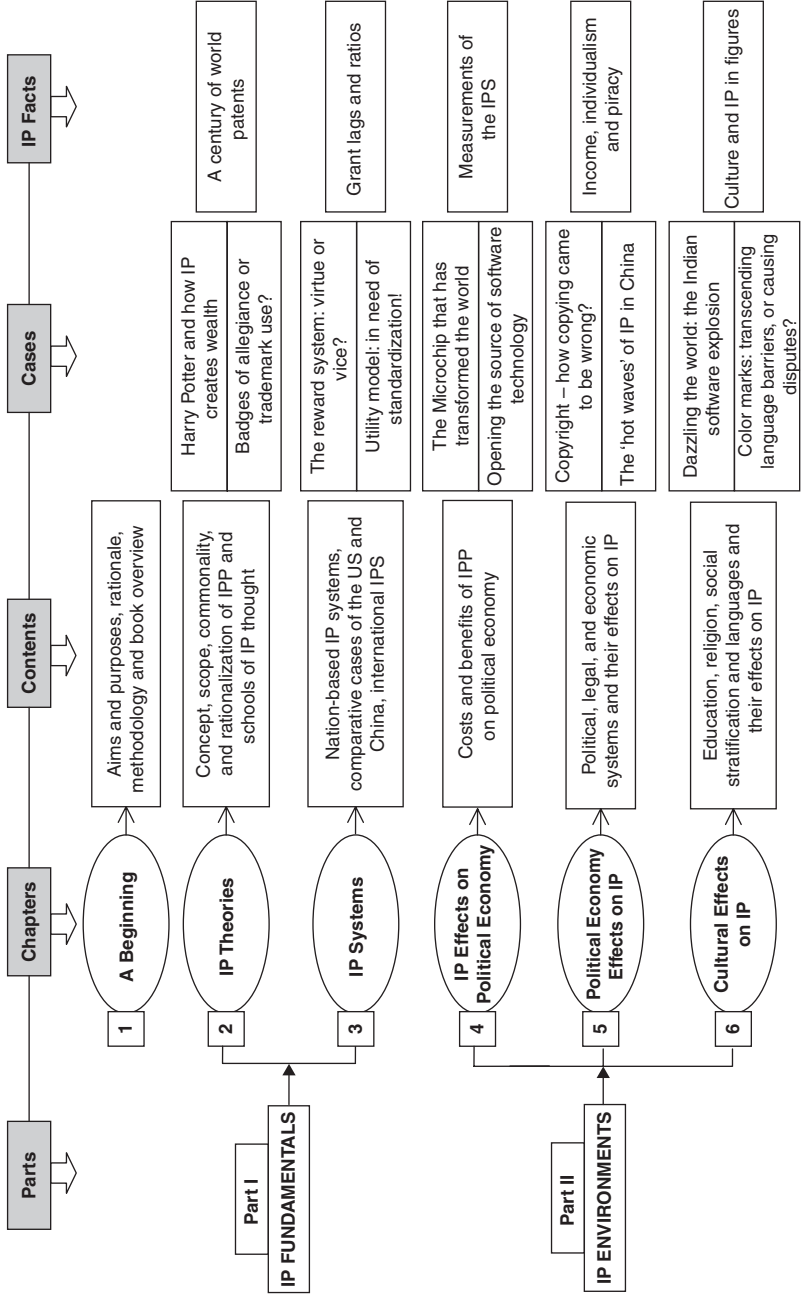 Parts
Chapters
Contents
Cases
IP Facts
1
A Beginning
Aims and purposes, rationale,
methodology and book overview
Part I
IP FUNDAMENTALS
2
IP Theories
Concept, scope, commonality,
and rationalization of IPP and
schools of IP thought
Harry Potter and how IP
creates wealth
Badges of allegiance or
trademark use?
A century of world
patents
3
IP Systems
Nation-based IP systems,
comparative cases of the US and
China, international IPS
The reward system: virtue or
vice?
Utility model: in need of
standardization!
Grant lags and ratios
Part II
IP ENVIRONMENTS
4
IP Effects on
Political Economy
Costs and benefits of IPP
on political economy
The Microchip that has
transformed the world
Opening the source of software
technology
Measurements of
the IPS
5
Political Economy
Effects on IP
Political, legal, and economic
systems and their effects on IP
Copyright – how copying came
to be wrong?
The ‘hot waves’ of IP in China
Income, individualism
and piracy
6
Cultural Effects
on IP
Education, religion, social
stratification and languages and
their effects on IP
Dazzling the world: the Indian
software explosion
Color marks: transcending
language barriers, or causing
disputes?
Culture and IP in figures